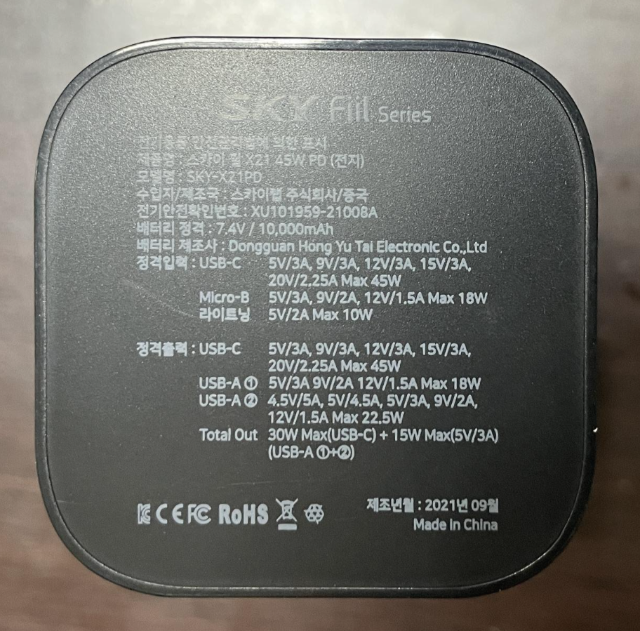 SKY Fiil Series
전기용품 안전관리법에 의한 표시
제품명 : 스카이 필 X21 45W PD (전지)
모델명 : SKY-X21PD
수입자/제조국 : 스카이랩 주식회사/중국
전기안전확인번호 : XU101959-21008A
배터리 정격 : 7.4V / 10,000mAh
배터리 제조사 : Dongguan Hong Yu Tai Electronic Co.,Ltd
정격입력 : USB-C 5V/3A, 9V/3A, 12V/3A, 15V/3A,
20V/2.25A Max 45W
Micro-B 5V/3A, 9V/2A, 12V/1.5A Max 18W
라이트닝 5V/2A Max 10W
정격출력 : USB-C 5V/3A, 9V/3A, 12V/3A, 15V/3A,
20V/2.25A Max 45W
USB-A ① 5V/3A 9V/2A 12V/1.5A Max 18W
USB-A ② 4.5V/5A, 5V/4.5A, 5V/3A, 9V/2A,
12V/1.5A Max 22.5W
Total Out 30W Max(USB-C) + 15W Max(5V/3A)
(USB-A ①+②)
CE FC RoHS
제조년월 : 2021년 09월
Made in China